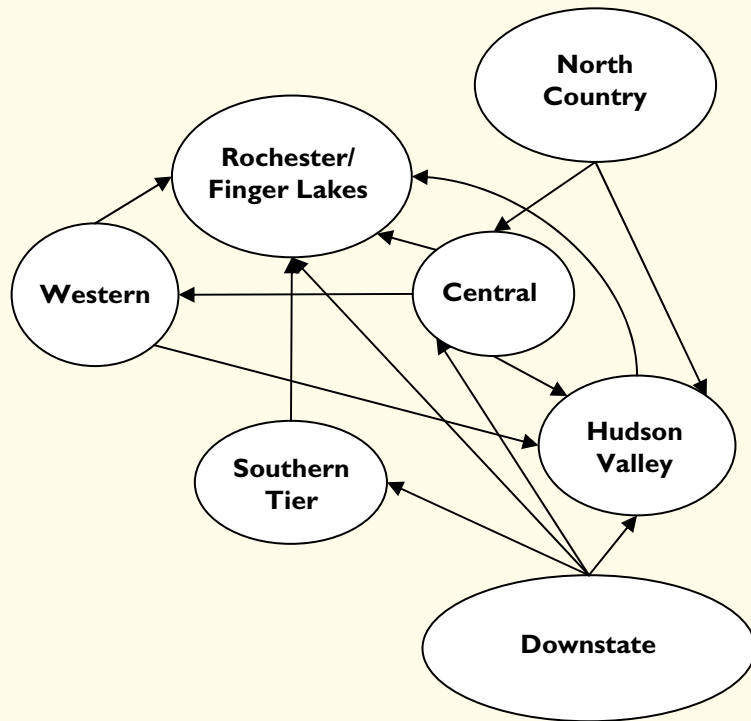 North
Country
Rochester/
Finger Lakes
Western
Central
Hudson
Valley
Southern
Tier
Downstate